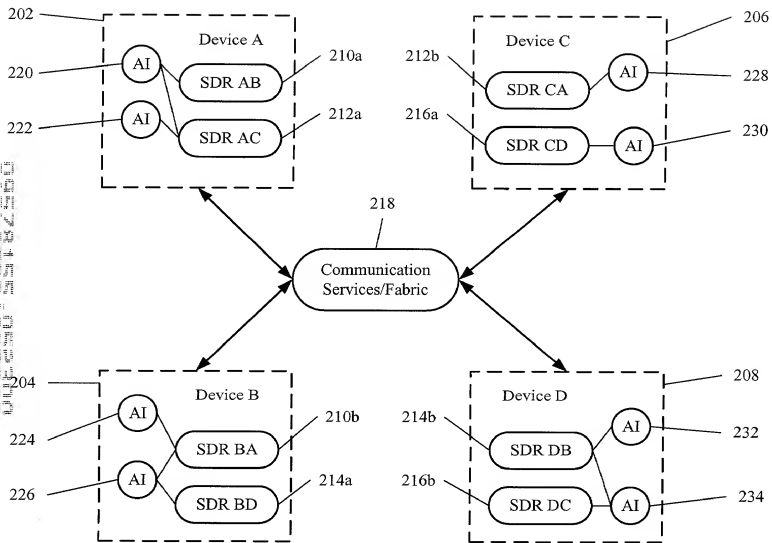 202
Device A
220
AI
SDR AB
210a
222
AI
SDR AC
212a
206
Device C
212b
SDR CA
AI
228
216a
SDR CD
AI
230
218
Communication
Services/Fabric
204
Device B
224
AI
SDR BA
210b
226
AI
SDR BD
214a
208
Device D
214b
SDR DB
AI
232
216b
SDR DC
AI
234